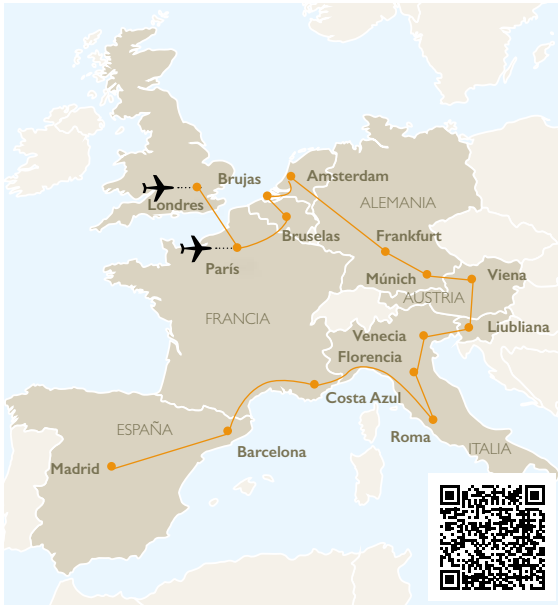 Brujas
Amsterdam
Londres
ALEMANIA
Bruselas
Frankfurt
París
Múnich
Viena
AUSTRIA
FRANCIA
Liubliana
Venecia
Florencia
Costa Azul
ESPAÑA
Roma
Barcelona
ITALIA
Madrid